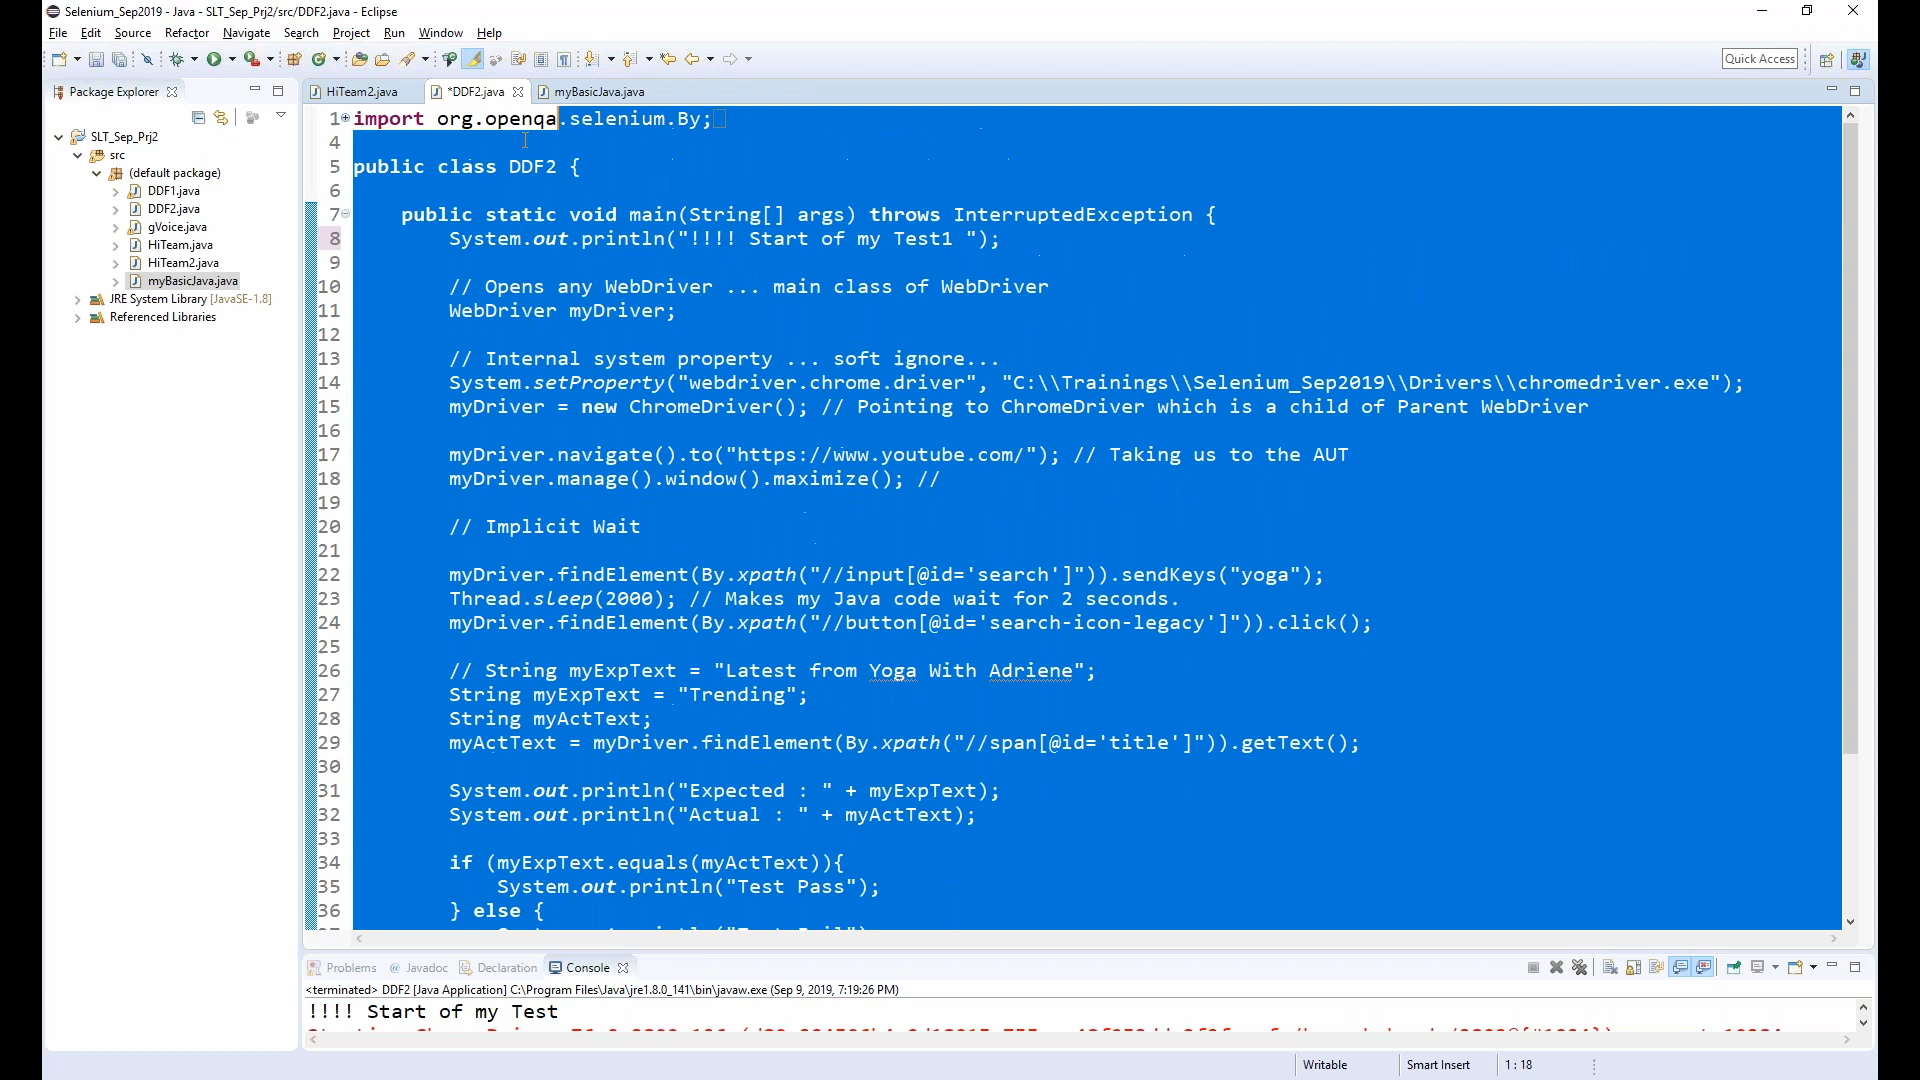 Selenium_Sep2019 - Java - SLT_Sep_Prj2/src/DDF2.java - Eclipse
File Edit Source Refactor Navigate Search Project Run Window Help
Quick Access
Package Explorer
HiTeam2.java
*DDF2.java
myBasicJava.java
SLT_Sep_Prj2
src
(default package)
DDF1.java
DDF2.java
gVoice.java
HiTeam.java
HiTeam2.java
myBasicJava.java
JRE System Library [JavaSE-1.8]
Referenced Libraries
1 import org.openqa.selenium.By;
4
5 public class DDF2 {
6
7 public static void main(String[] args) throws InterruptedException {
8 System.out.println("!!!! Start of my Test1 ");
9
10 // Opens any WebDriver ... main class of WebDriver
11 WebDriver myDriver;
12
13 // Internal system property ... soft ignore...
14 System.setProperty("webdriver.chrome.driver", "C:\\Trainings\\Selenium_Sep2019\\Drivers\\chromedriver.exe");
15 myDriver = new ChromeDriver(); // Pointing to ChromeDriver which is a child of Parent WebDriver
16
17 myDriver.navigate().to("https://www.youtube.com/"); // Taking us to the AUT
18 myDriver.manage().window().maximize(); //
19
20 // Implicit Wait
21
22 myDriver.findElement(By.xpath("//input[@id='search']")).sendKeys("yoga");
23 Thread.sleep(2000); // Makes my Java code wait for 2 seconds.
24 myDriver.findElement(By.xpath("//button[@id='search-icon-legacy']")).click();
25
26 // String myExpText = "Latest from Yoga With Adriene";
27 String myExpText = "Trending";
28 String myActText;
29 myActText = myDriver.findElement(By.xpath("//span[@id='title']")).getText();
30
31 System.out.println("Expected : " + myExpText);
32 System.out.println("Actual : " + myActText);
33
34 if (myExpText.equals(myActText)){
35 System.out.println("Test Pass");
36 } else {
Problems @ Javadoc Declaration Console
<terminated> DDF2 [Java Application] C:\Program Files\Java\jre1.8.0_141\bin\javaw.exe (Sep 9, 2019, 7:19:26 PM)
!!!! Start of my Test
Writable Smart Insert 1 : 18